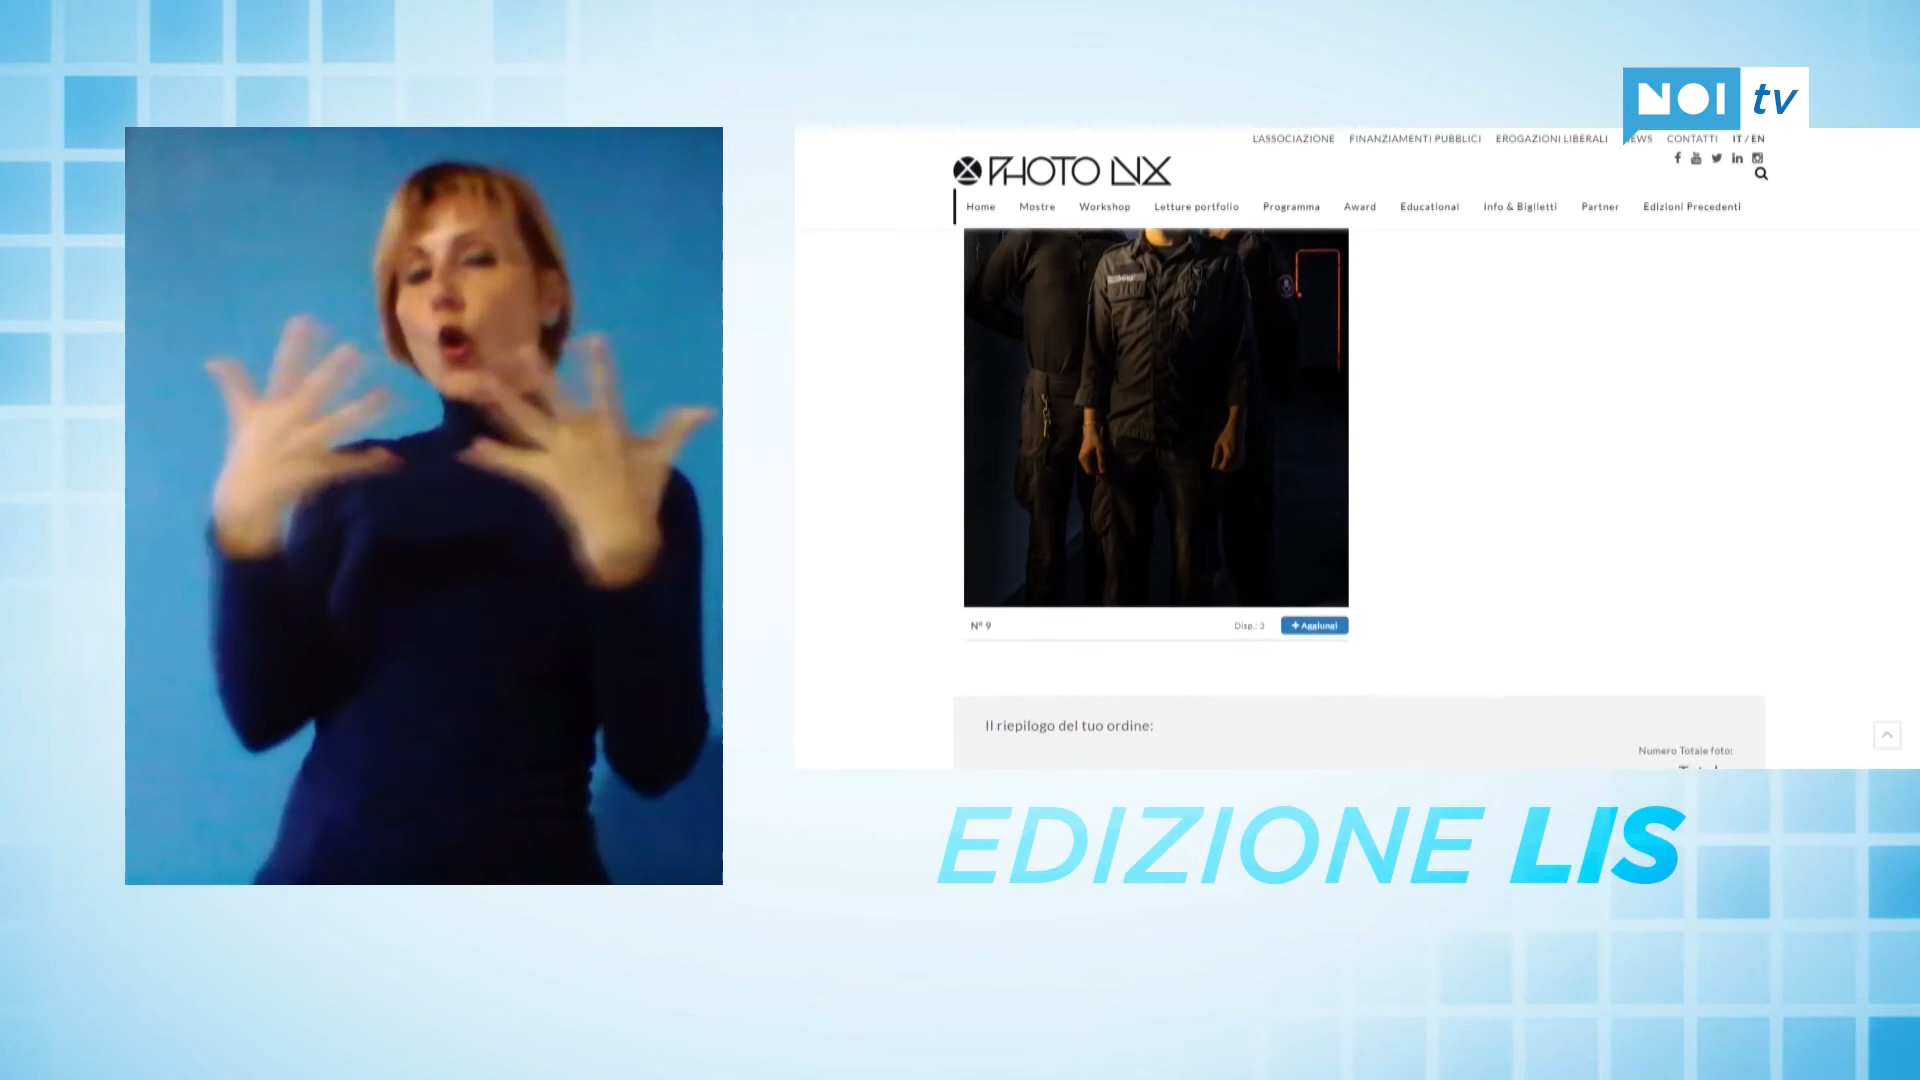 NOI tv
L'ASSOCIAZIONE FINANZIAMENTI PUBBLICI EROGAZIONI LIBERALI EWS CONTATTI IT / EN
PHOTO LUX
Home Mostre Workshop Letture portfolio Programma Award Educational Info & Biglietti Partner Edizioni Precedenti
N° 9 Disp.: 3 + Aggiungi
Il riepilogo del tuo ordine:
Numero Totale foto:
EDIZIONE LIS